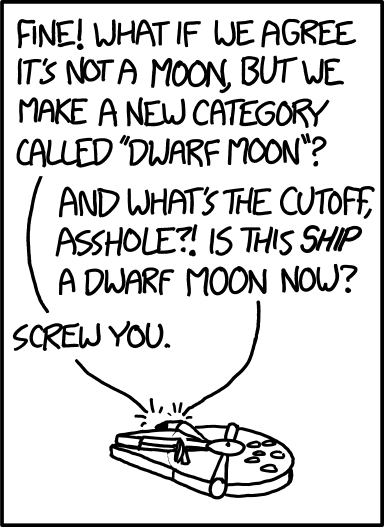 FINE! WHAT IF WE AGREE
IT'S NOT A MOON, BUT WE
MAKE A NEW CATEGORY
CALLED "DWARF MOON"?
AND WHAT'S THE CUTOFF,
ASSHOLE?! IS THIS SHIP
A DWARF MOON NOW?
SCREW YOU.